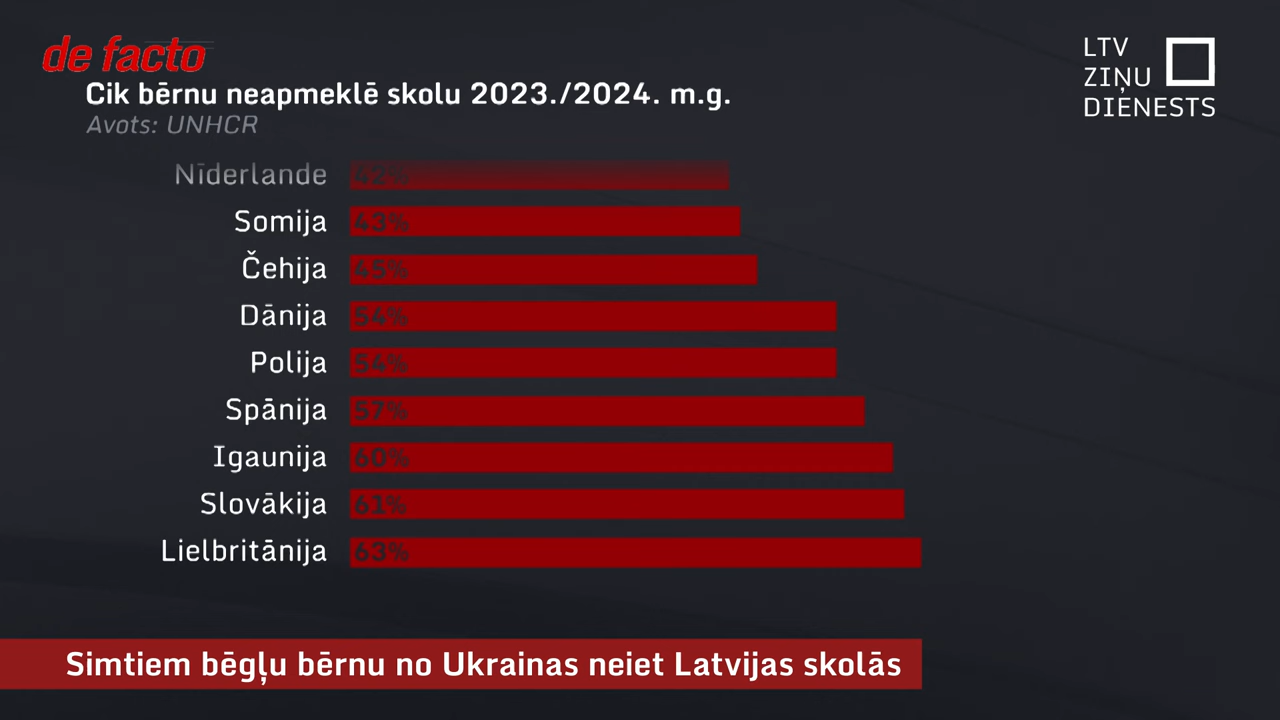 de facto
LTV
ZIŅU
DIENESTS
Cik bērnu neapmeklē skolu 2023./2024. m.g.
Avots: UNHCR
Nīderlande 42%
Somija 43%
Čehija 45%
Dānija 54%
Polija 54%
Spānija 57%
Igaunija 60%
Slovākija 61%
Lielbritānija 63%
Simtiem bēgļu bērnu no Ukrainas neiet Latvijas skolās